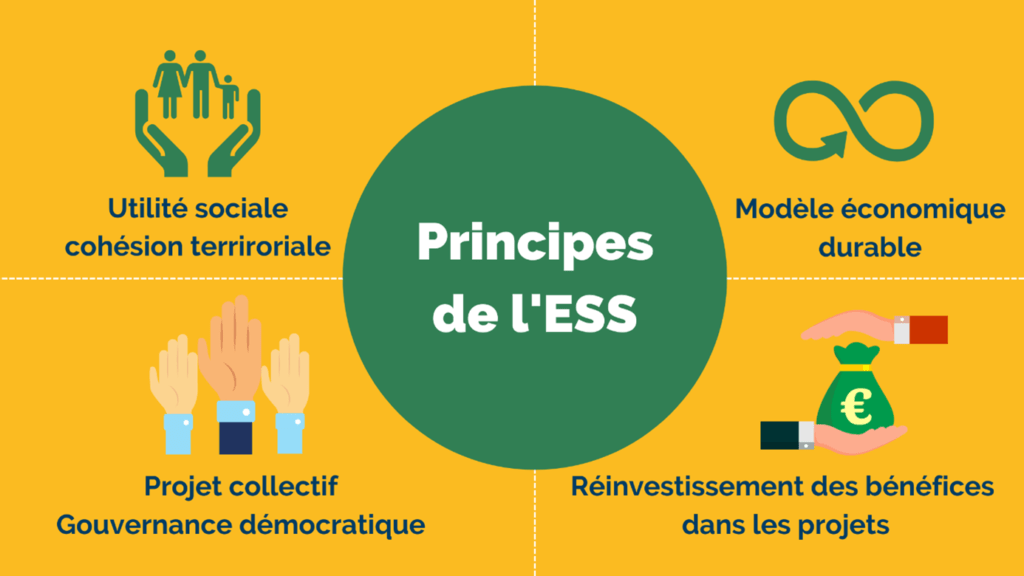 Utilité sociale
cohésion terriroriale
Modèle économique
durable
Principes
de l'ESS
Projet collectif
Gouvernance démocratique
€
Réinvestissement des bénéfices
dans les projets